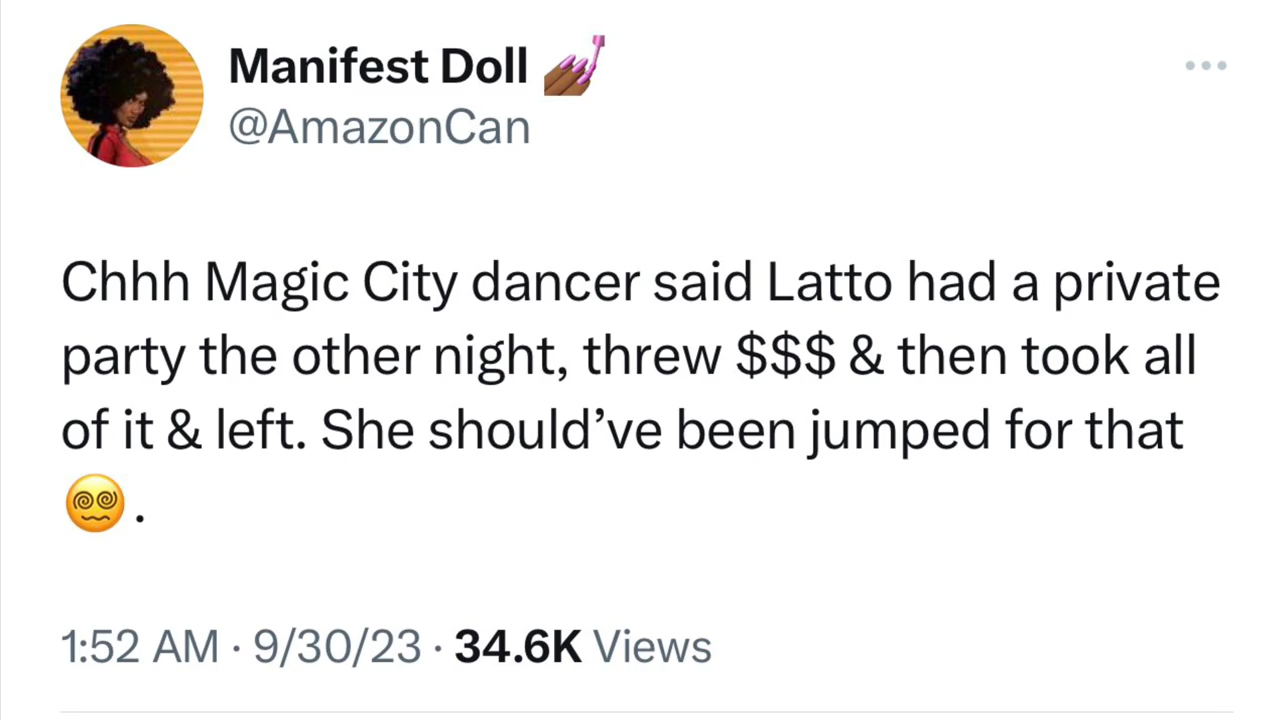 Manifest Doll 💅🏾
@AmazonCan
Chhh Magic City dancer said Latto had a private
party the other night, threw $$$ & then took all
of it & left. She should’ve been jumped for that
😵‍💫.
1:52 AM · 9/30/23 · 34.6K Views